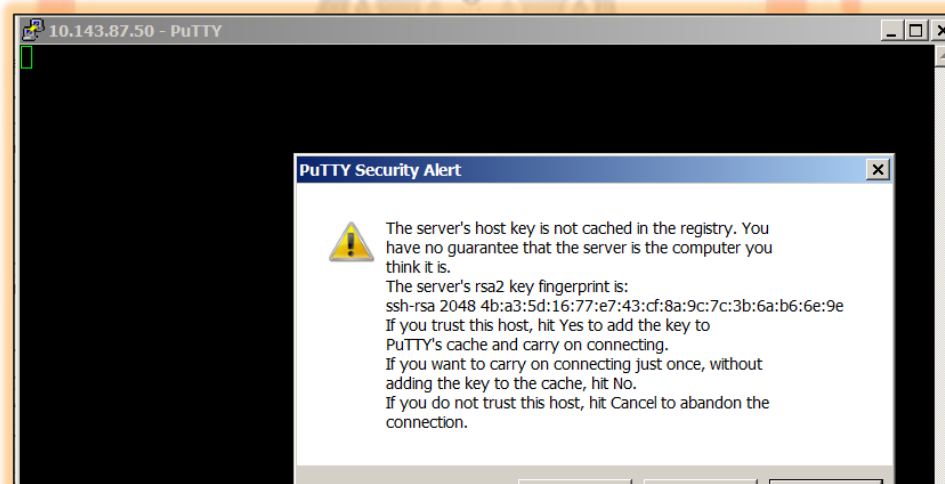 10.143.87.50 - PuTTY
PuTTY Security Alert
The server's host key is not cached in the registry. You
have no guarantee that the server is the computer you
think it is.
The server's rsa2 key fingerprint is:
ssh-rsa 2048 4b:a3:5d:16:77:e7:43:cf:8a:9c:7c:3b:6a:b6:6e:9e
If you trust this host, hit Yes to add the key to
PuTTY's cache and carry on connecting.
If you want to carry on connecting just once, without
adding the key to the cache, hit No.
If you do not trust this host, hit Cancel to abandon the
connection.